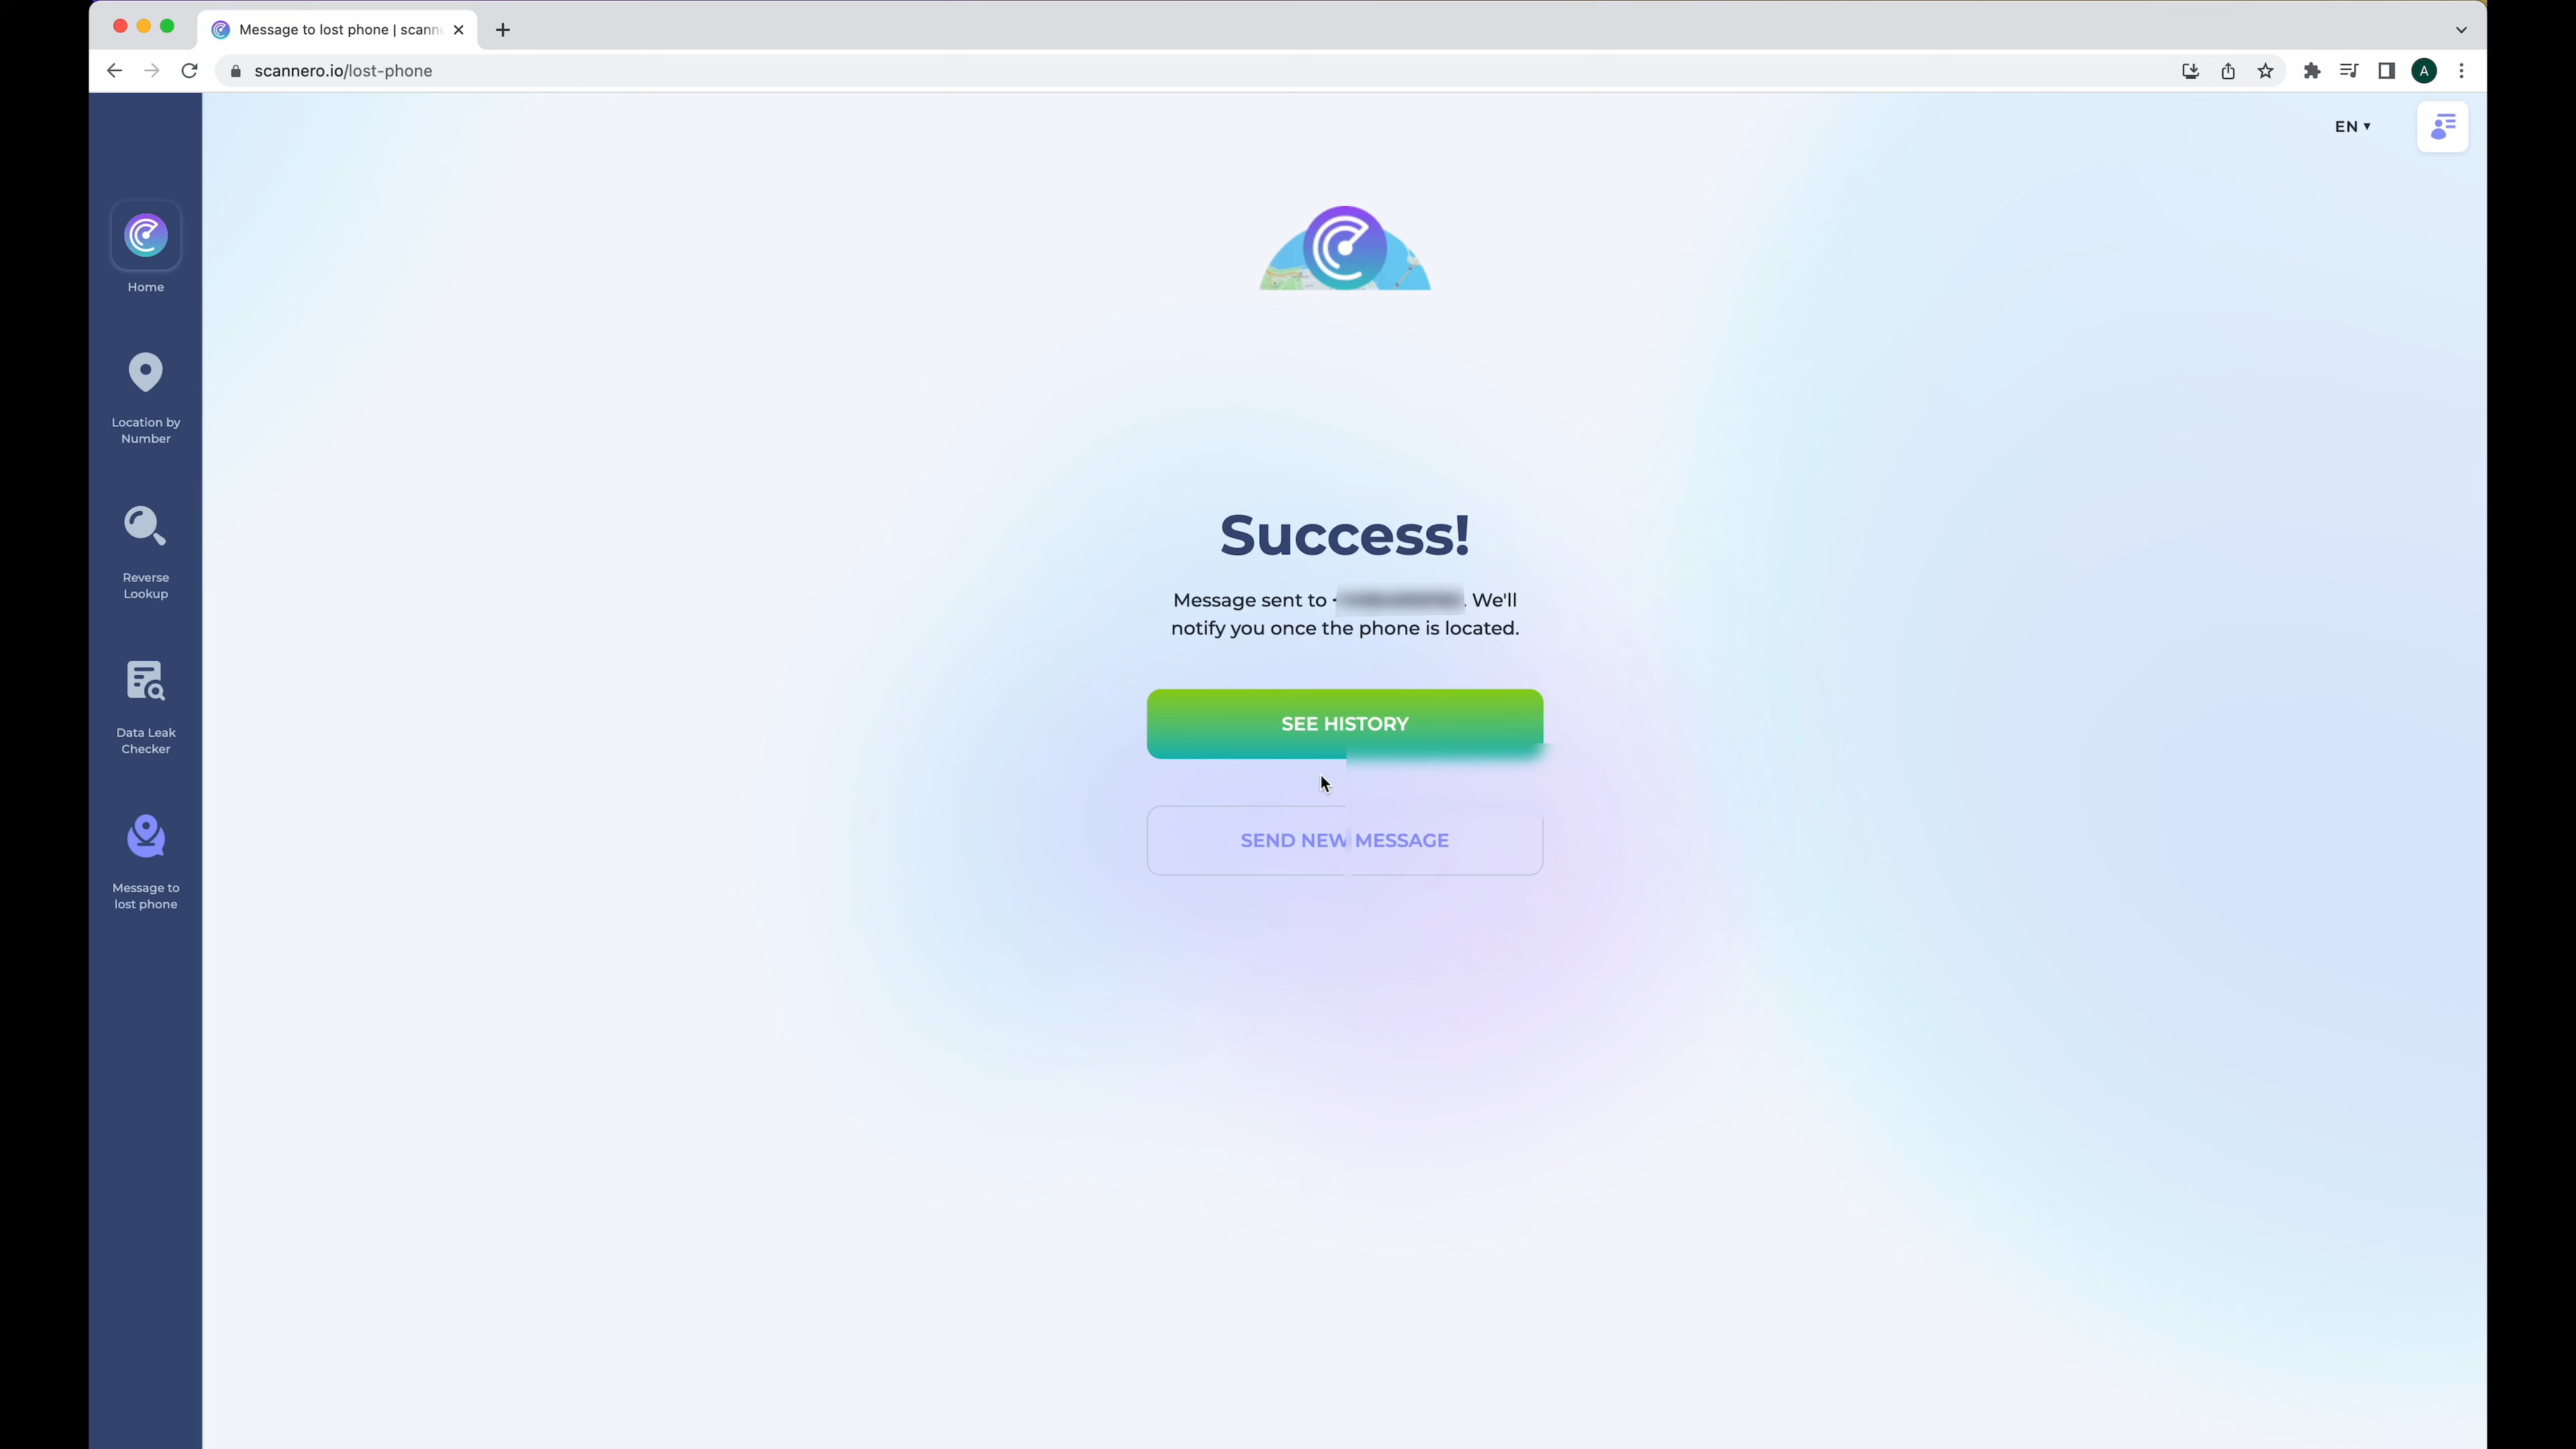 Message to lost phone | scann
scannero.io/lost-phone
A
EN
Home
Location by
Number
Reverse
Lookup
Data Leak
Checker
Message to
lost phone
Success!
Message sent to . We'll
notify you once the phone is located.
SEE HISTORY
SEND NEW MESSAGE